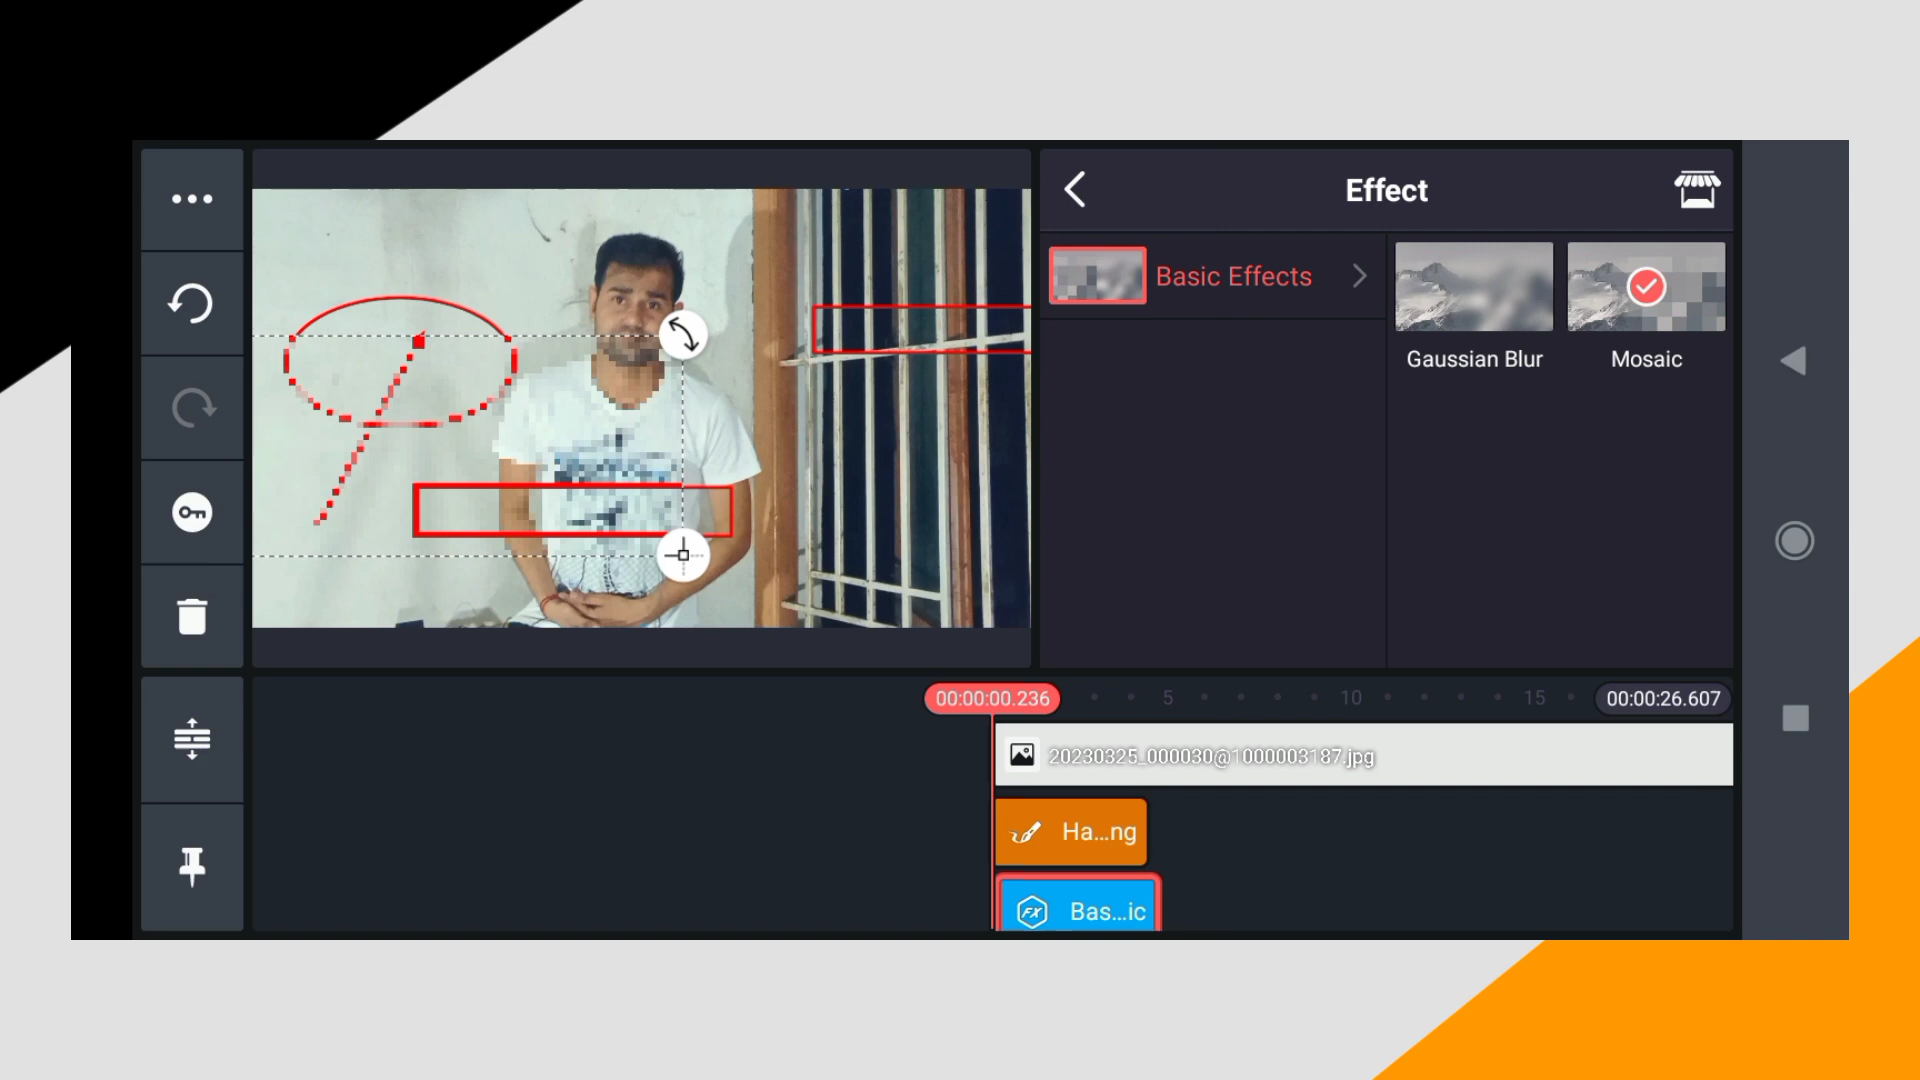 Effect
Basic Effects
Gaussian Blur
Mosaic
00:00:00.236
5
10
15
00:00:26.607
20230325_000030@1000003187.jpg
Ha...ng
FX
Bas...ic